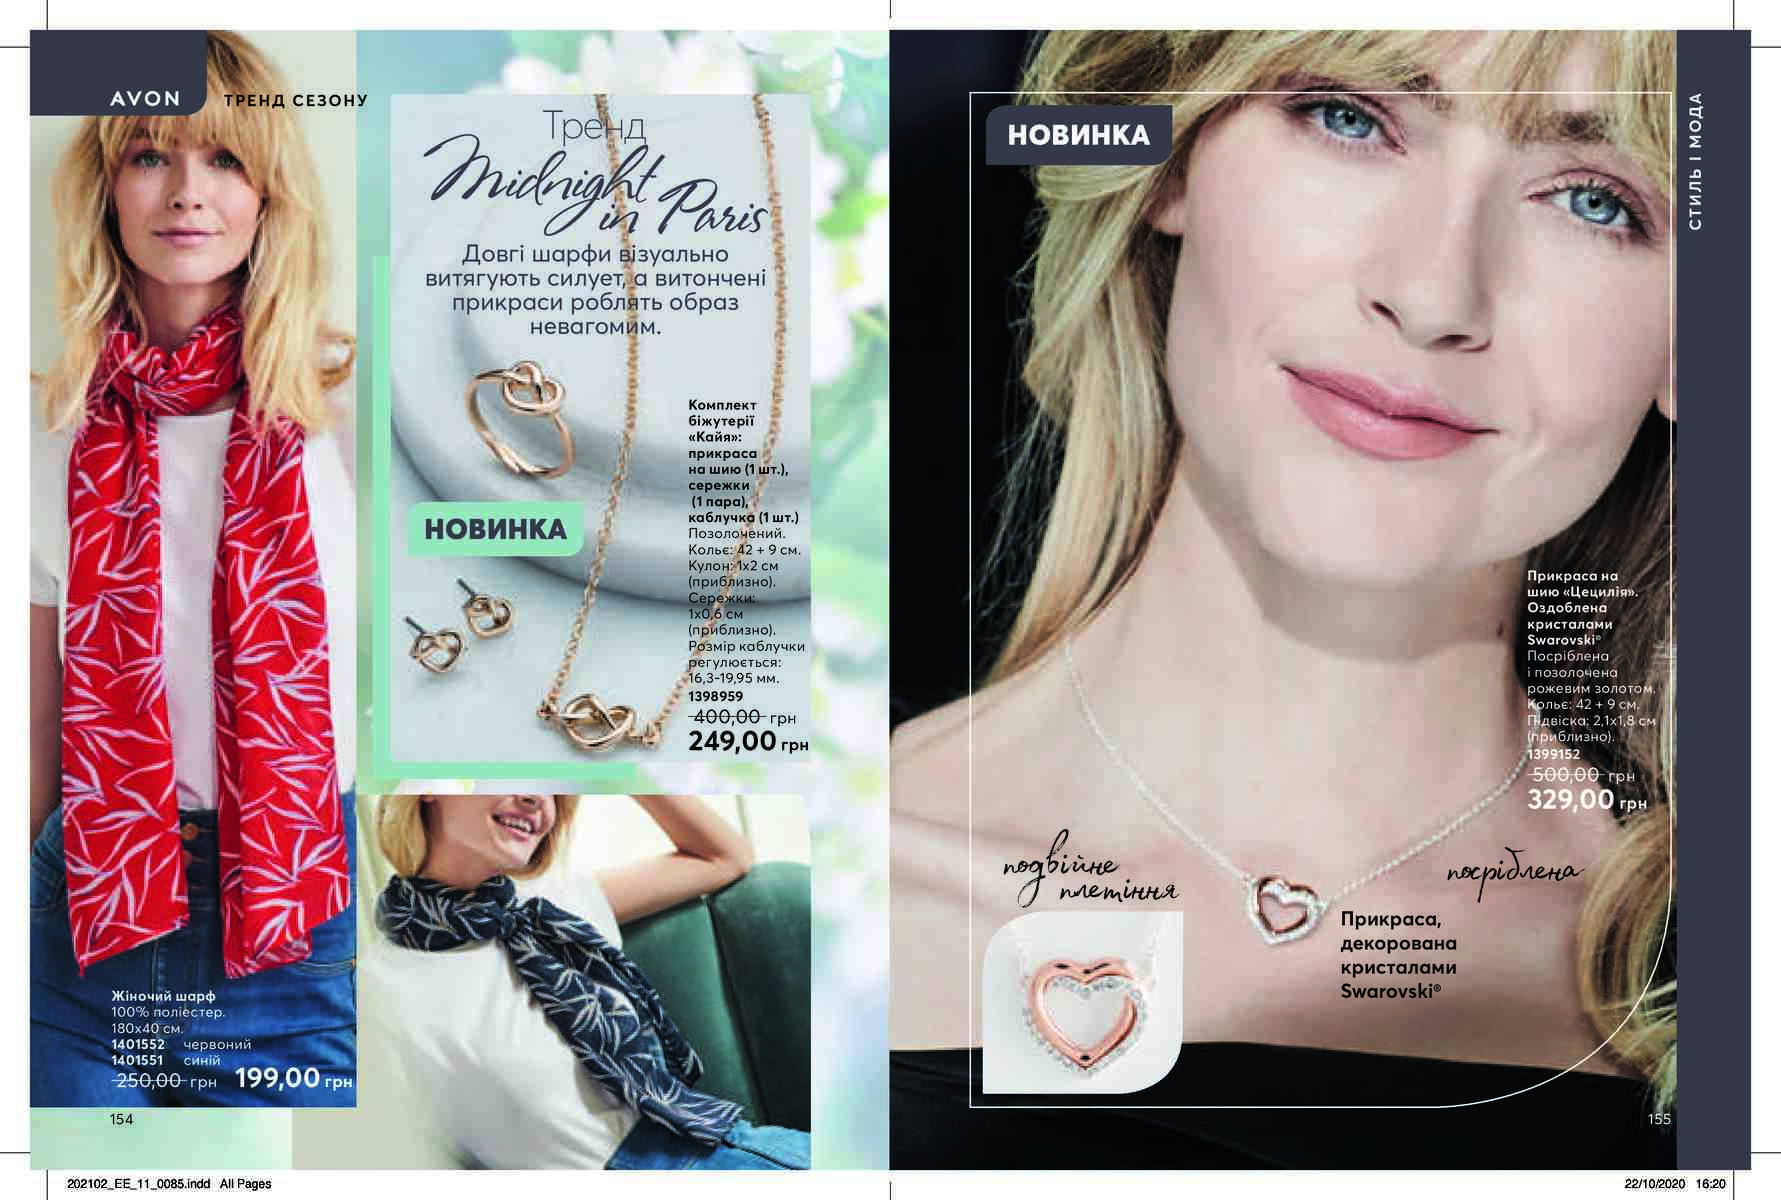 AVON
ТРЕНД СЕЗОНУ
Тренд
Midnight
in Paris
Довгі шарфи візуально
витягують силует, а витончені
прикраси роблять образ
невагомим.
Комплект
біжутерії
«Кайя»:
прикраса
на шию (1 шт.),
сережки
(1 пара),
каблучка (1 шт.)
Позолочений.
Кольє: 42 + 9 см.
Кулон: 1х2 см
(приблизно).
Сережки:
1х0,6 см
(приблизно).
Розмір каблучки
регулюється:
16,3-19,95 мм.
1398959
400,00 грн
249,00 грн
НОВИНКА
Жіночий шарф
100% поліестер.
180х40 см.
1401552 червоний
1401551 синій
250,00 грн 199,00 грн
154
НОВИНКА
СТИЛЬ І МОДА
Прикраса на
шию «Цецилія».
Оздоблена
кристалами
Swarovski®
Посріблена
і позолочена
рожевим золотом.
Кольє: 42 + 9 см.
Підвіска: 2,1х1,8 см
(приблизно).
1399152
500,00 грн
329,00 грн
подвійне
плетіння
посріблена
Прикраса,
декорована
кристалами
Swarovski®
155
202102_EE_11_0085.indd All Pages
22/10/2020 16:20